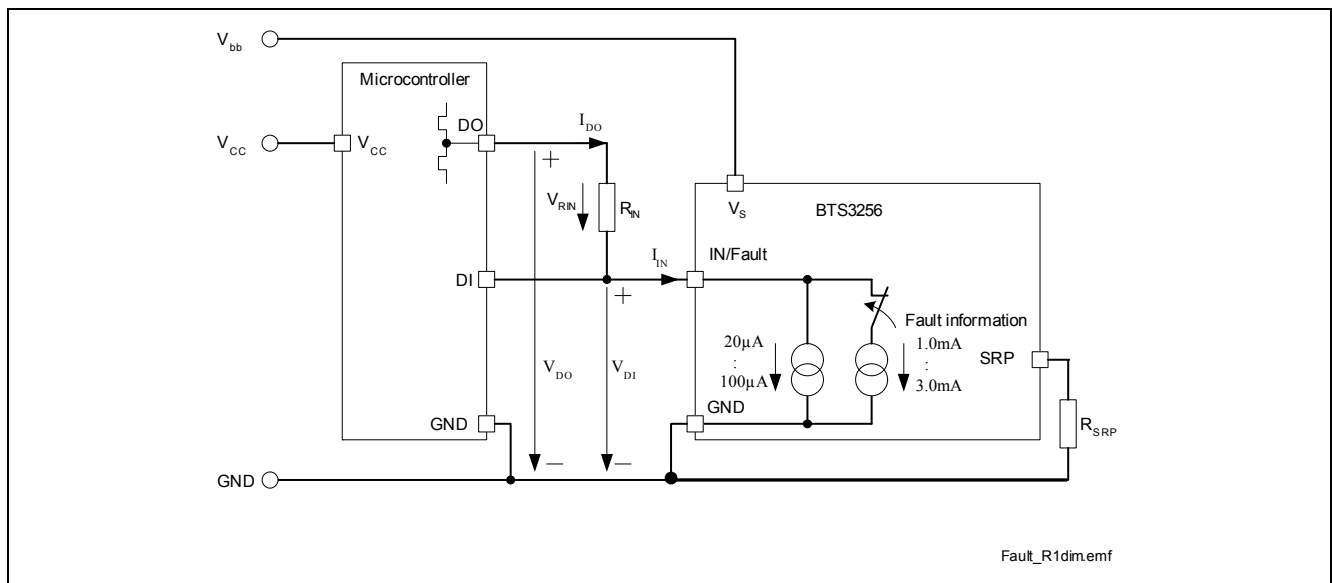 V_bb
Microcontroller
DO
I_DO
V_CC
V_CC
V_RIN
R_IN
V_S
BTS3256
DI
I_IN
IN/Fault
+
+
Fault information
20µA
:
100µA
1.0mA
:
3.0mA
SRP
V_DO
V_DI
GND
GND
R_SRP
GND
Fault_R1dim.emf